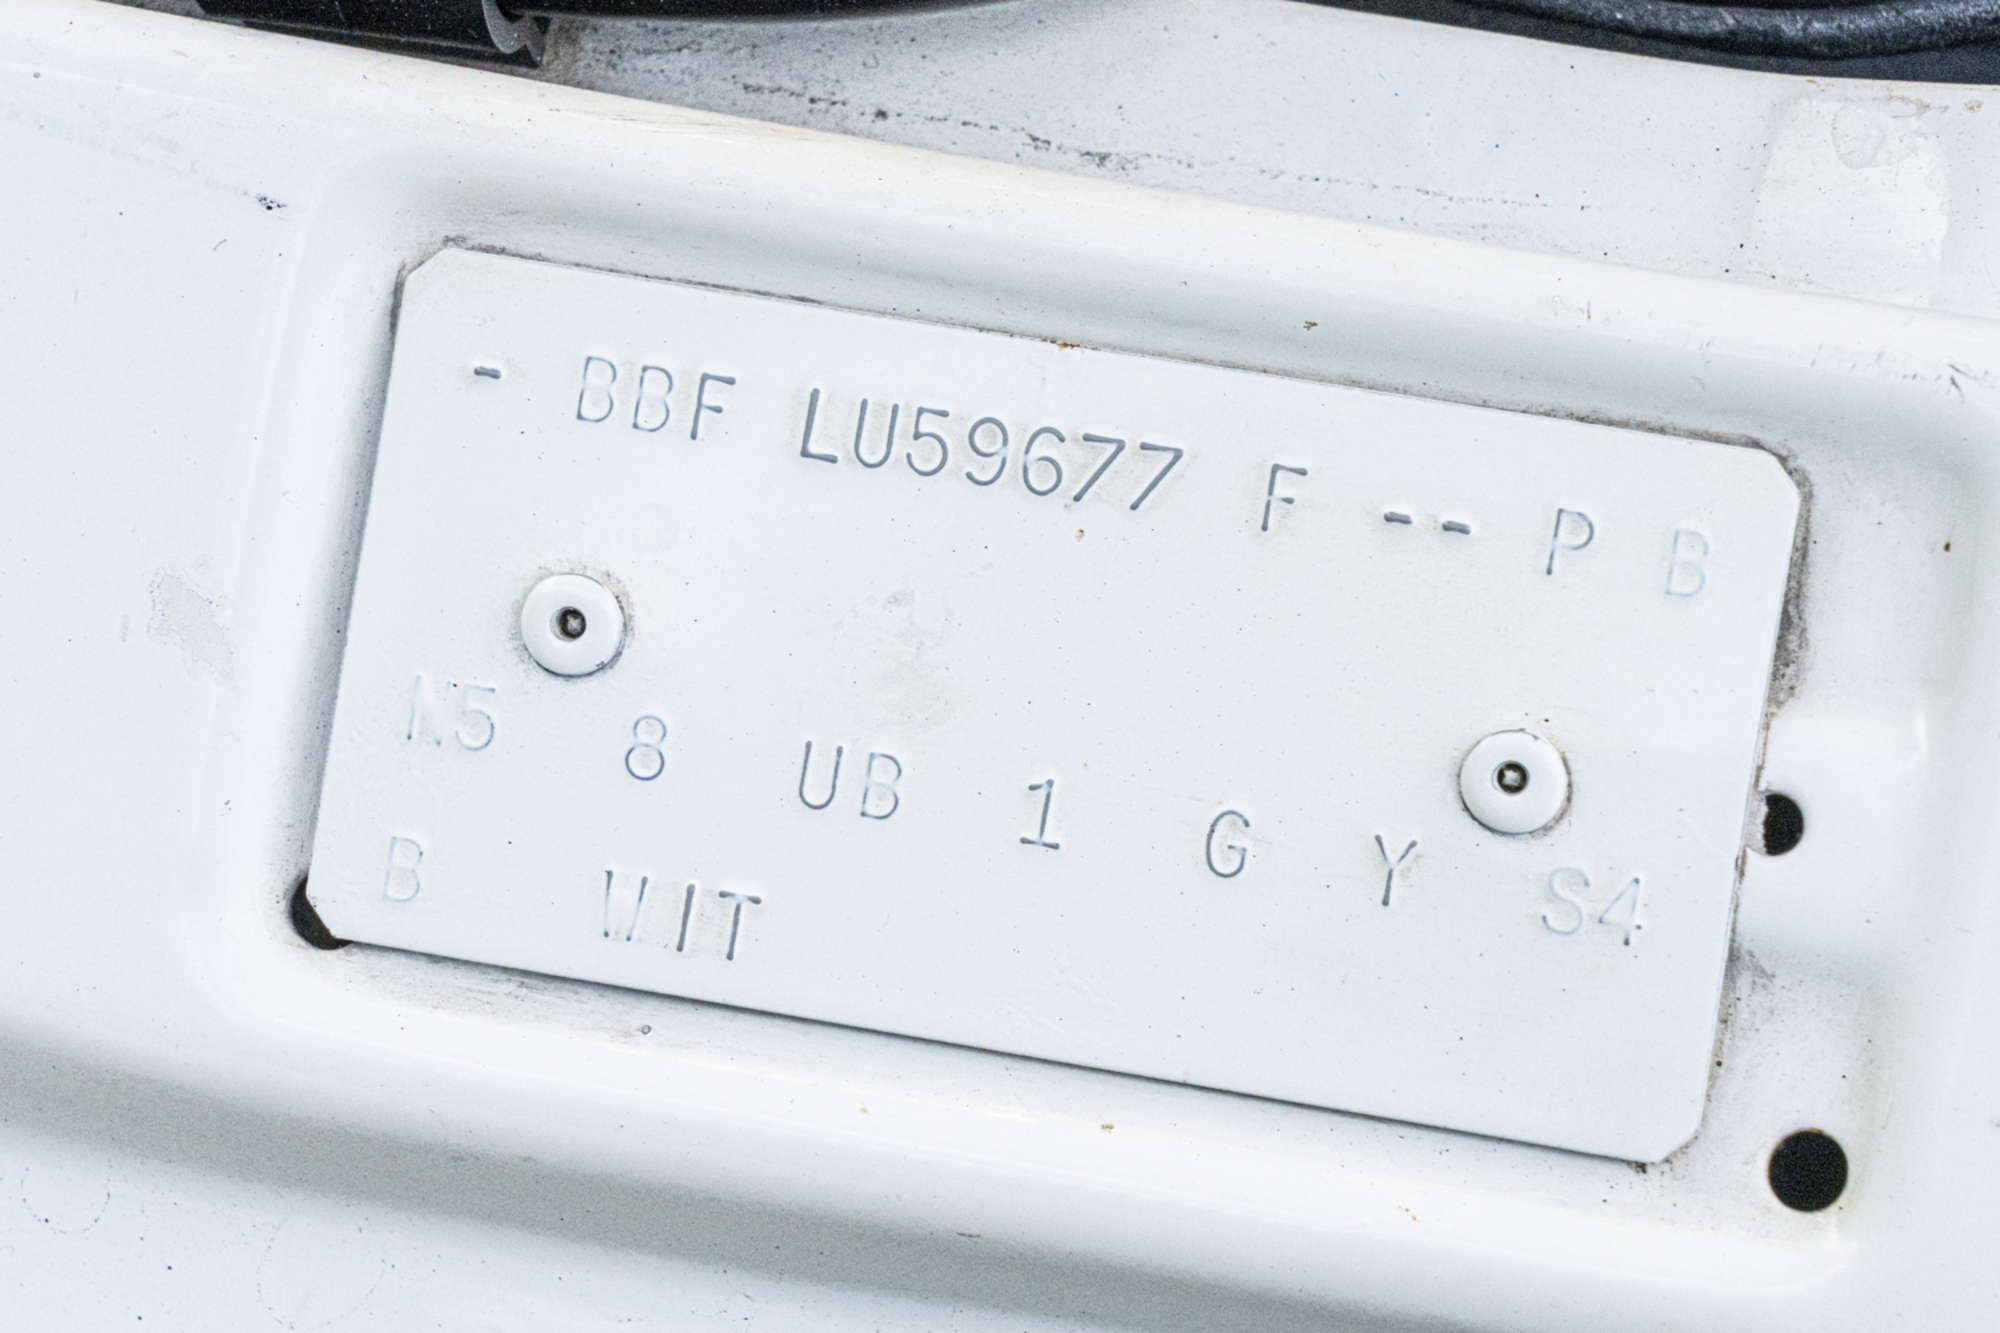 - BBF LU59677 F -- P B
N5 8 UB 1 G Y S4
B WIT